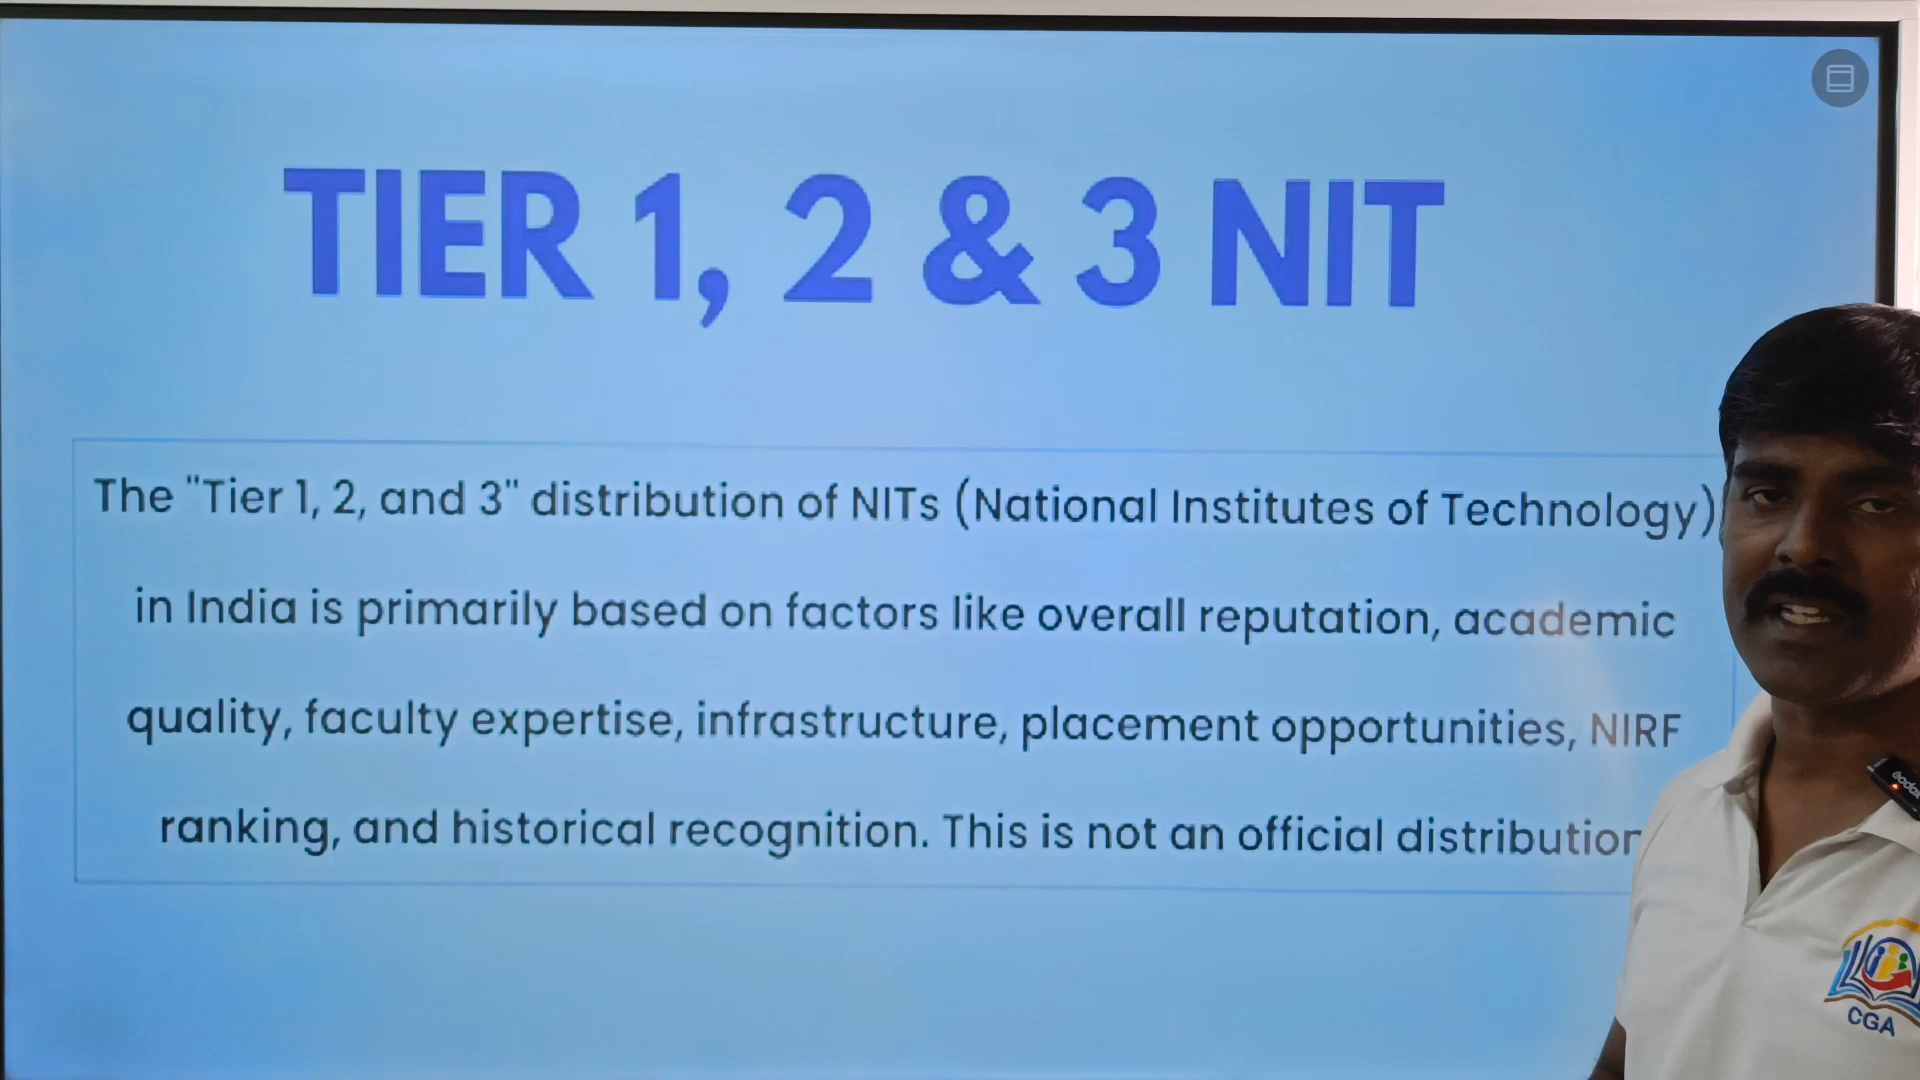 TIER 1, 2 & 3 NIT
The "Tier 1, 2, and 3" distribution of NITs (National Institutes of Technology)
in India is primarily based on factors like overall reputation, academic
quality, faculty expertise, infrastructure, placement opportunities, NIRF
ranking, and historical recognition. This is not an official distribution
Godox
CGA